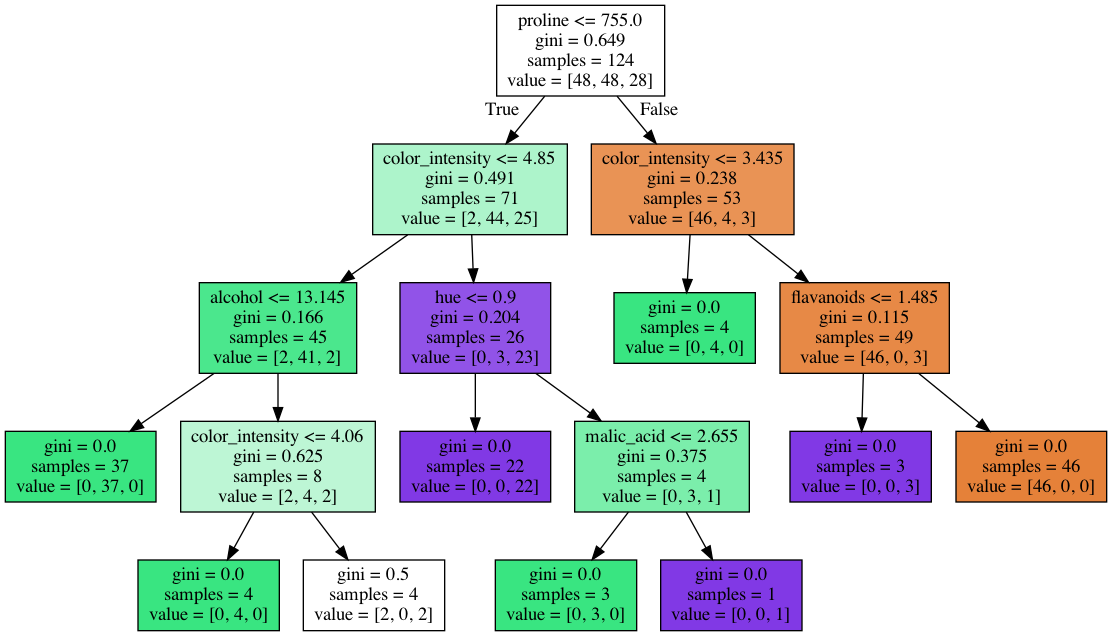 proline <= 755.0
gini = 0.649
samples = 124
value = [48, 48, 28]
True
False
color_intensity <= 4.85
gini = 0.491
samples = 71
value = [2, 44, 25]
color_intensity <= 3.435
gini = 0.238
samples = 53
value = [46, 4, 3]
alcohol <= 13.145
gini = 0.166
samples = 45
value = [2, 41, 2]
hue <= 0.9
gini = 0.204
samples = 26
value = [0, 3, 23]
gini = 0.0
samples = 4
value = [0, 4, 0]
flavanoids <= 1.485
gini = 0.115
samples = 49
value = [46, 0, 3]
gini = 0.0
samples = 37
value = [0, 37, 0]
color_intensity <= 4.06
gini = 0.625
samples = 8
value = [2, 4, 2]
gini = 0.0
samples = 22
value = [0, 0, 22]
malic_acid <= 2.655
gini = 0.375
samples = 4
value = [0, 3, 1]
gini = 0.0
samples = 3
value = [0, 0, 3]
gini = 0.0
samples = 46
value = [46, 0, 0]
gini = 0.0
samples = 4
value = [0, 4, 0]
gini = 0.5
samples = 4
value = [2, 0, 2]
gini = 0.0
samples = 3
value = [0, 3, 0]
gini = 0.0
samples = 1
value = [0, 0, 1]